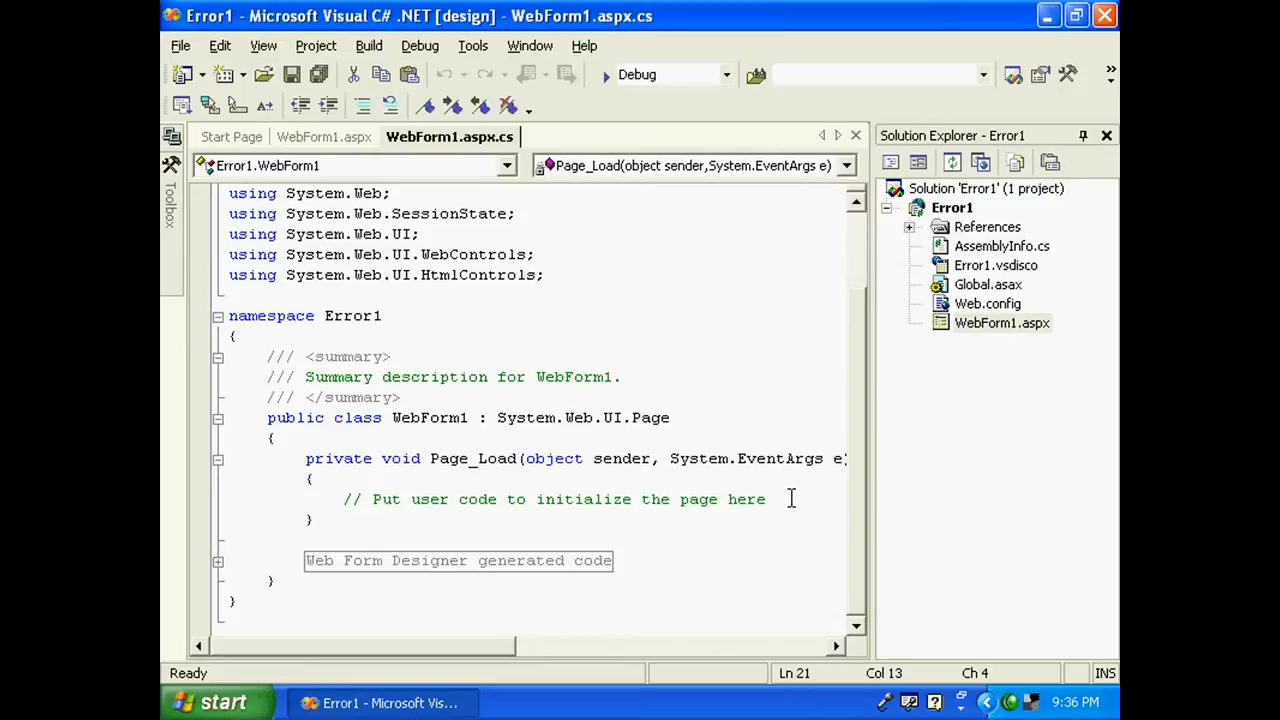 Error1 - Microsoft Visual C# .NET [design] - WebForm1.aspx.cs
File Edit View Project Build Debug Tools Window Help
Debug
Start Page WebForm1.aspx WebForm1.aspx.cs
Solution Explorer - Error1
Error1.WebForm1 Page_Load(object sender,System.EventArgs e)
Toolbox
using System.Web;
using System.Web.SessionState;
using System.Web.UI;
using System.Web.UI.WebControls;
using System.Web.UI.HtmlControls;
namespace Error1
{
/// <summary>
/// Summary description for WebForm1.
/// </summary>
public class WebForm1 : System.Web.UI.Page
{
private void Page_Load(object sender, System.EventArgs e)
{
// Put user code to initialize the page here
}
Web Form Designer generated code
}
}
Solution 'Error1' (1 project)
Error1
References
AssemblyInfo.cs
Error1.vsdisco
Global.asax
Web.config
WebForm1.aspx
Ready Ln 21 Col 13 Ch 4 INS
start Error1 - Microsoft Vis... 9:36 PM